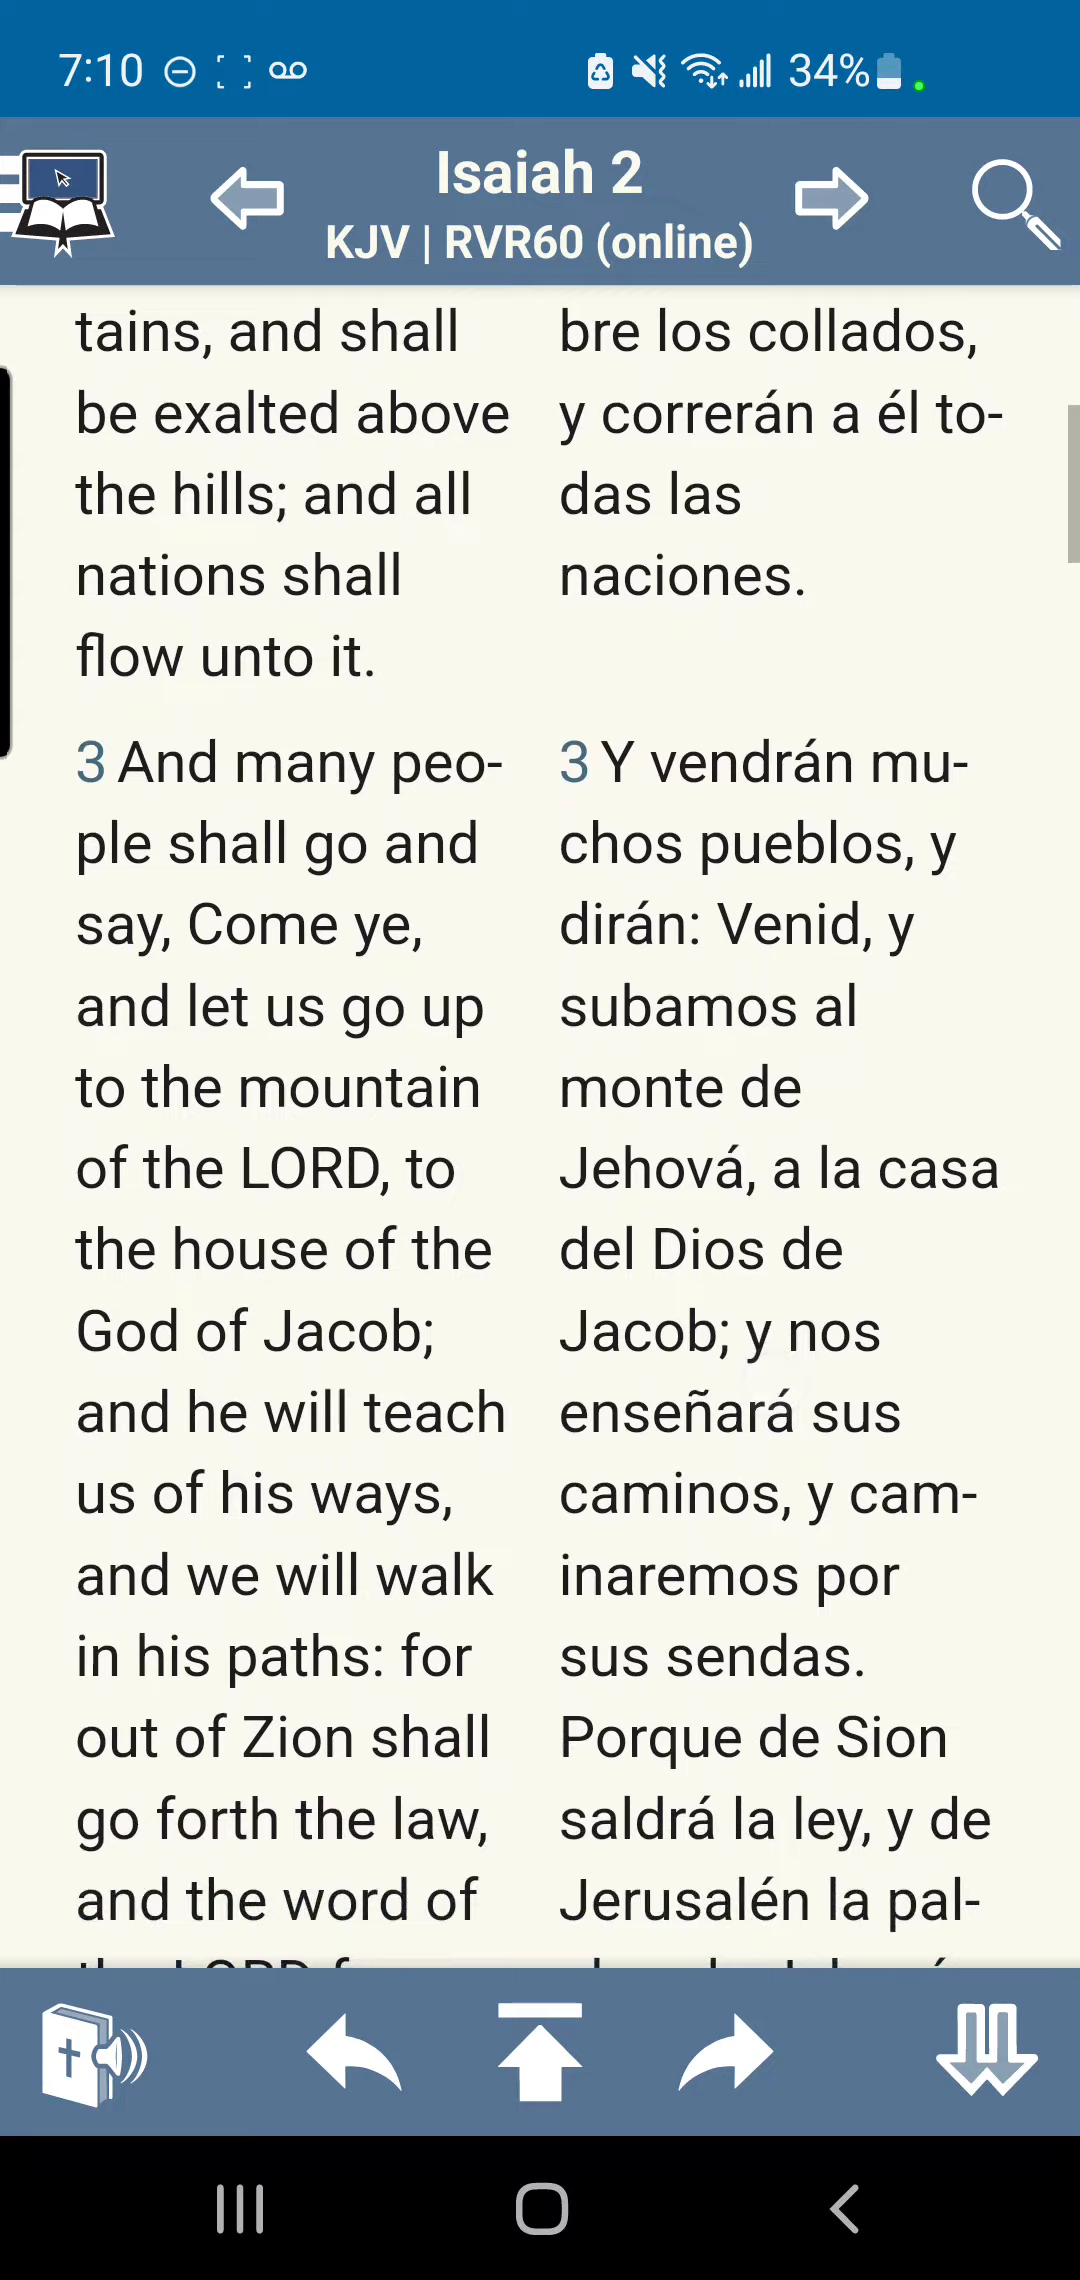 7:10 34%
Isaiah 2
KJV | RVR60 (online)
tains, and shall
be exalted above
the hills; and all
nations shall
flow unto it.
3 And many peo-
ple shall go and
say, Come ye,
and let us go up
to the mountain
of the LORD, to
the house of the
God of Jacob;
and he will teach
us of his ways,
and we will walk
in his paths: for
out of Zion shall
go forth the law,
and the word of
bre los collados,
y correrán a él to-
das las
naciones.
3 Y vendrán mu-
chos pueblos, y
dirán: Venid, y
subamos al
monte de
Jehová, a la casa
del Dios de
Jacob; y nos
enseñará sus
caminos, y cam-
inaremos por
sus sendas.
Porque de Sion
saldrá la ley, y de
Jerusalén la pal-